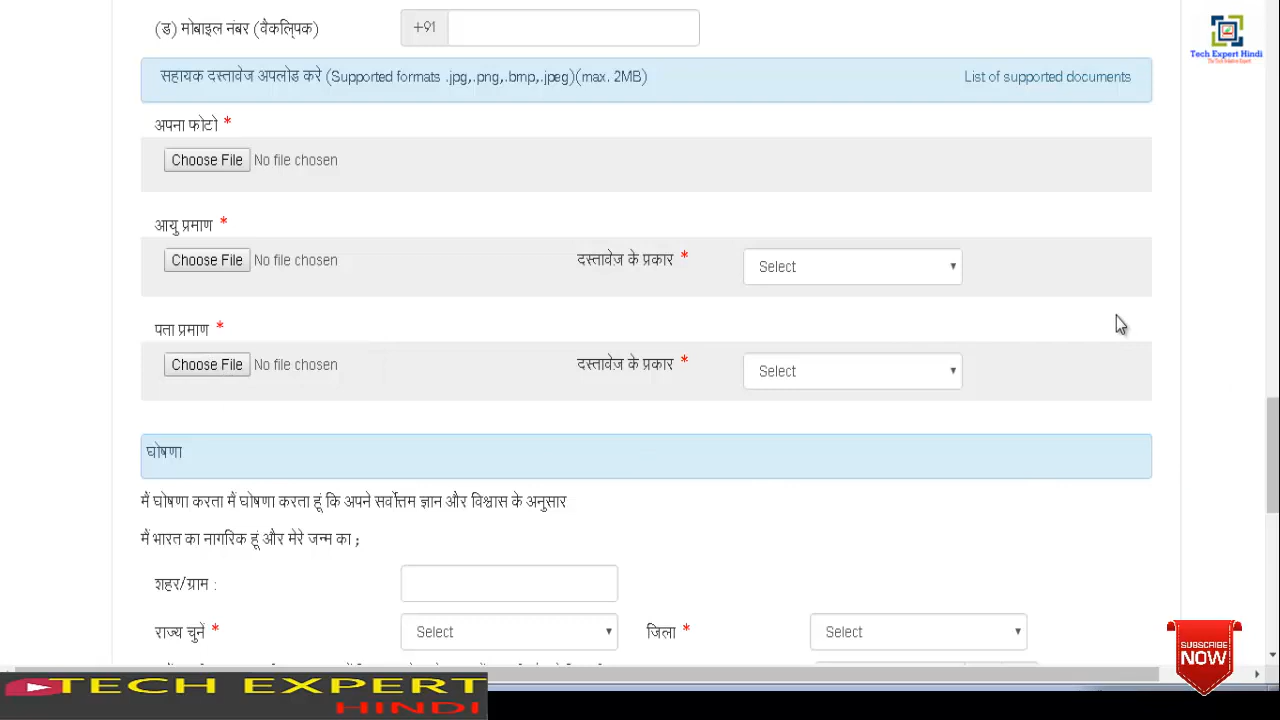 (ड) मोबाइल नंबर (वैकल्पिक) +91
Tech Expert Hindi
सहायक दस्तावेज अपलोड करे (Supported formats .jpg,.png,.bmp,.jpeg)(max. 2MB) List of supported documents
अपना फोटो *
Choose File No file chosen
आयु प्रमाण *
Choose File No file chosen दस्तावेज के प्रकार * Select
पता प्रमाण *
Choose File No file chosen दस्तावेज के प्रकार * Select
घोषणा
मैं घोषणा करता मैं घोषणा करता हूं कि अपने सर्वोत्तम ज्ञान और विश्वास के अनुसार
मैं भारत का नागरिक हूं और मेरे जन्म का ;
शहर/ग्राम :
राज्य चुनें * Select जिला * Select
SUBSCRIBE
NOW
TECH EXPERT
HINDI